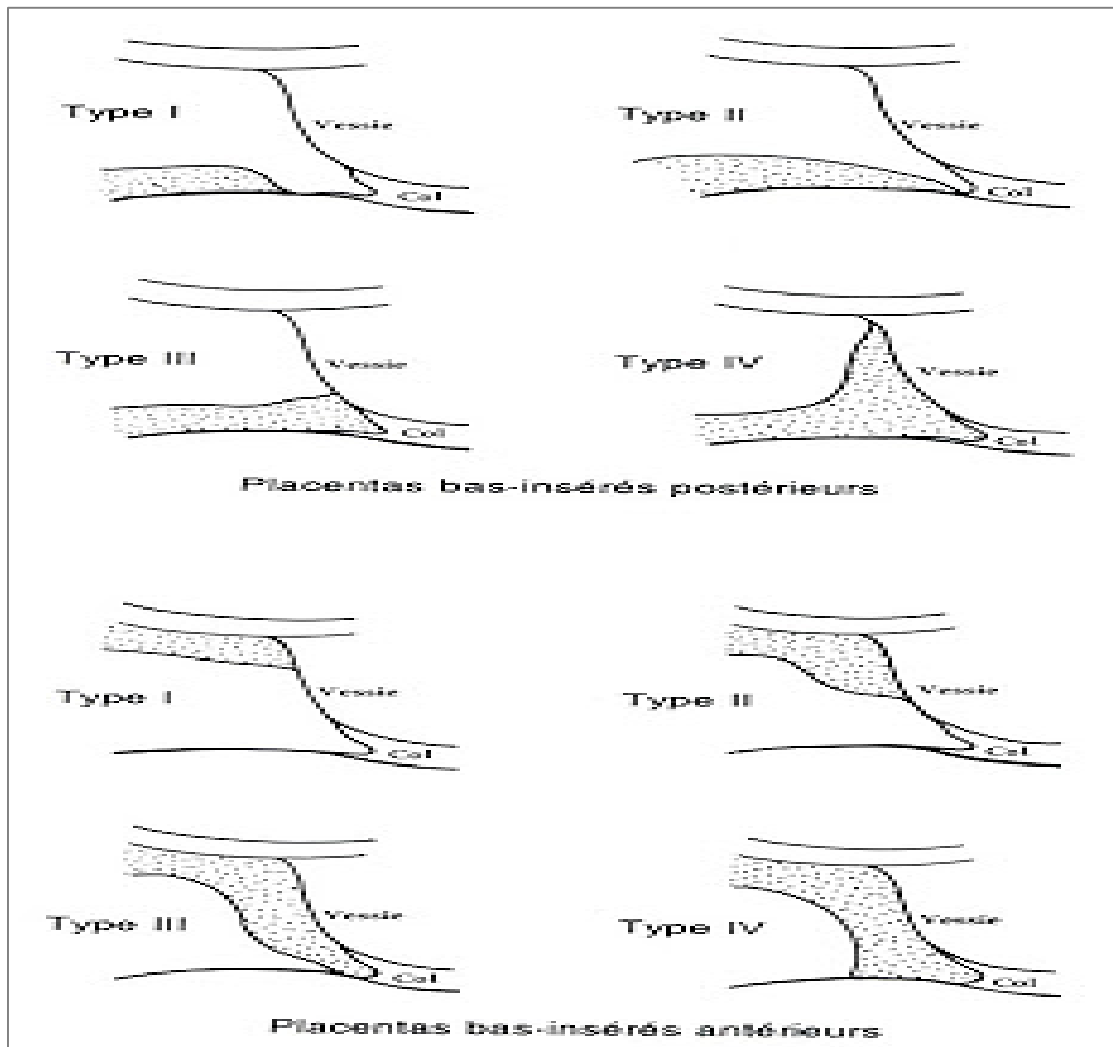 Type I
Vessie
Col
Type II
Vessie
Col
Type III
Vessie
Col
Type IV
Vessie
Col
Placentas bas-insérés postérieurs
Type I
Vessie
Col
Type II
Vessie
Col
Type III
Vessie
Col
Type IV
Vessie
Col
Placentas bas-insérés antérieurs